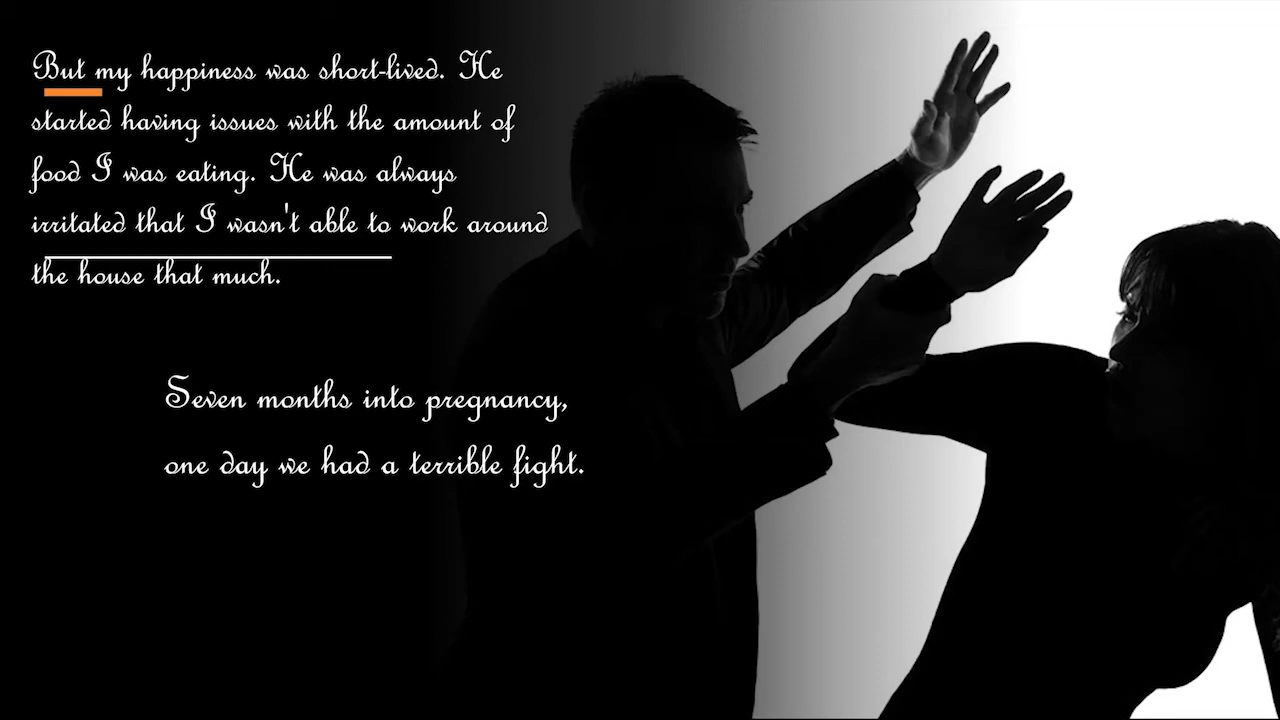 But my happiness was short-lived. He
started having issues with the amount of
food I was eating. He was always
irritated that I wasn't able to work around
the house that much.
Seven months into pregnancy,
one day we had a terrible fight.